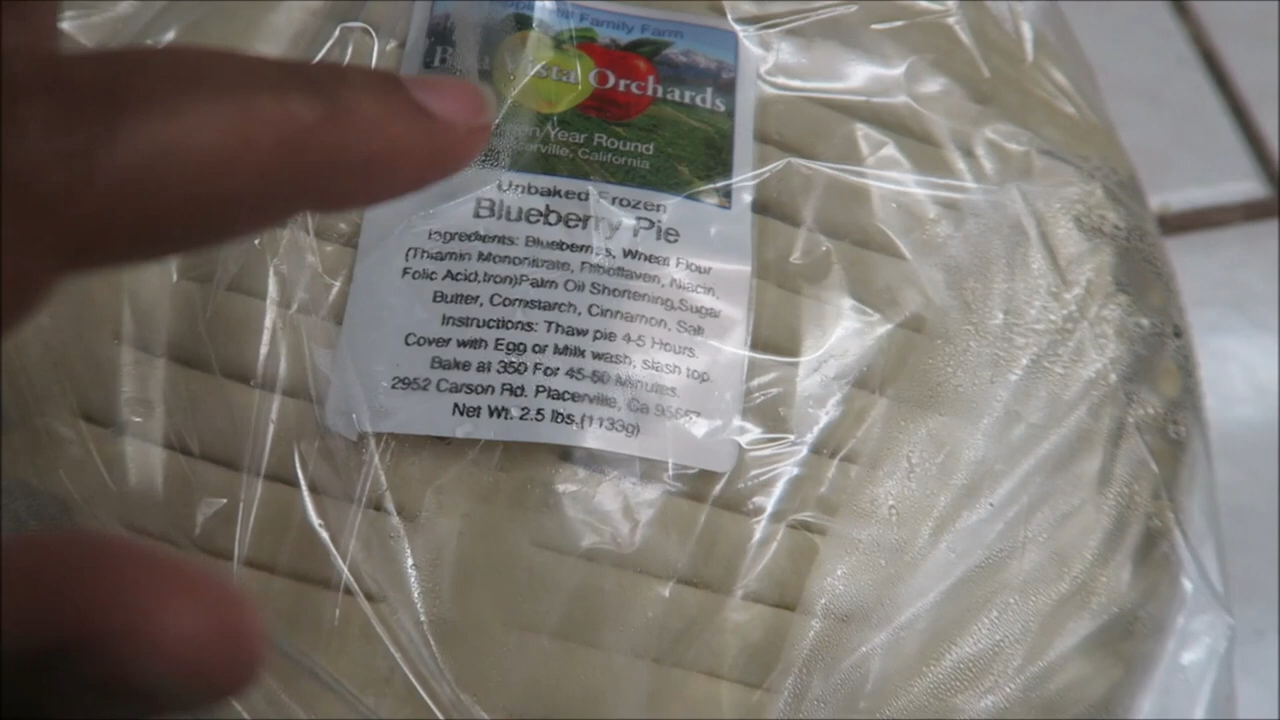 Family Farm
Vista Orchards
Year Round
California
Unbaked Frozen
Blueberry Pie
Ingredients: Blueberries, Wheat Flour
(Thiamin Mononitrate, Riboflaven, Niacin,
Folic Acid,Iron)Palm Oil Shortening,Sugar
Butter, Cornstarch, Cinnamon, Salt
Instructions: Thaw pie 4-5 Hours.
Cover with Egg or Milk wash, slash top.
Bake at 350 For 45-60 Minutes.
2952 Carson Rd. Placerville, Ca
Net Wt. 2.5 lbs.(1133g)